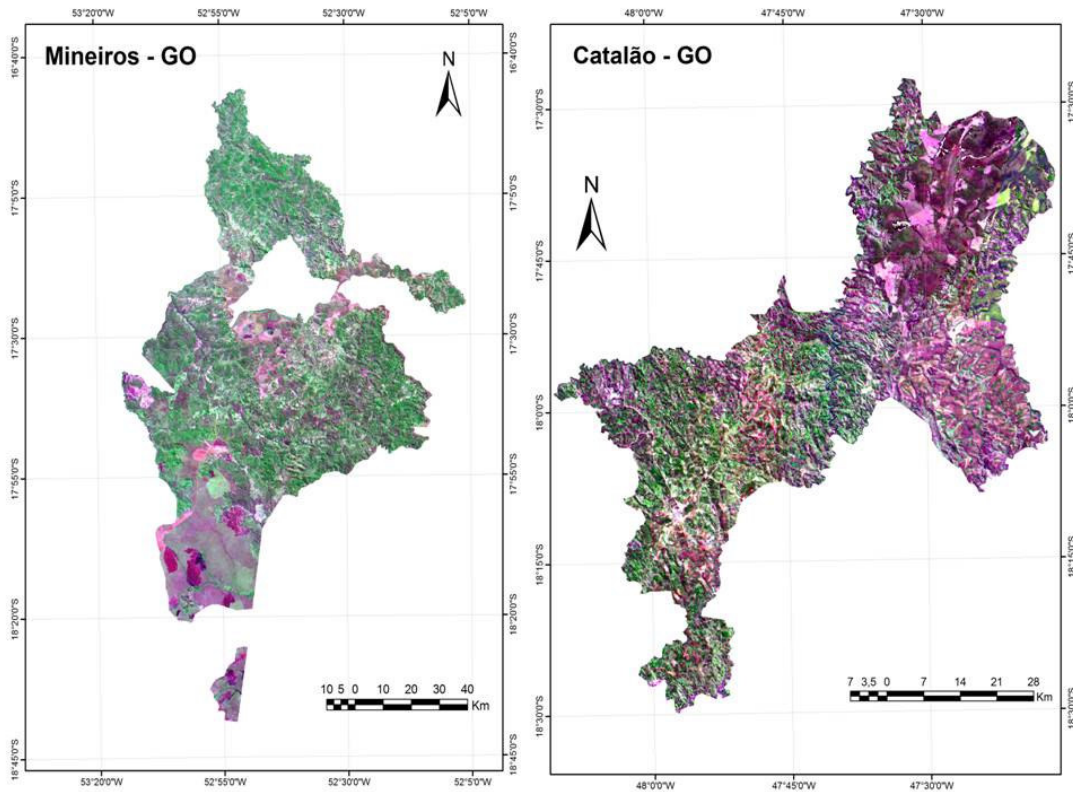 53°20'0"W 52°55'0"W 52°30'0"W 52°5'0"W
Mineiros - GO
N
16°40'0"S 16°40'0"S
17°5'0"S 17°5'0"S
17°30'0"S 17°30'0"S
17°55'0"S 17°55'0"S
18°20'0"S 18°20'0"S
18°45'0"S 18°45'0"S
10 5 0 10 20 30 40
Km
53°20'0"W 52°55'0"W 52°30'0"W 52°5'0"W
48°0'0"W 47°45'0"W 47°30'0"W
Catalão - GO
N
17°30'0"S 17°30'0"S
17°45'0"S 17°45'0"S
18°0'0"S 18°0'0"S
18°15'0"S 18°15'0"S
18°30'0"S 18°30'0"S
7 3,5 0 7 14 21 28
Km
48°0'0"W 47°45'0"W 47°30'0"W